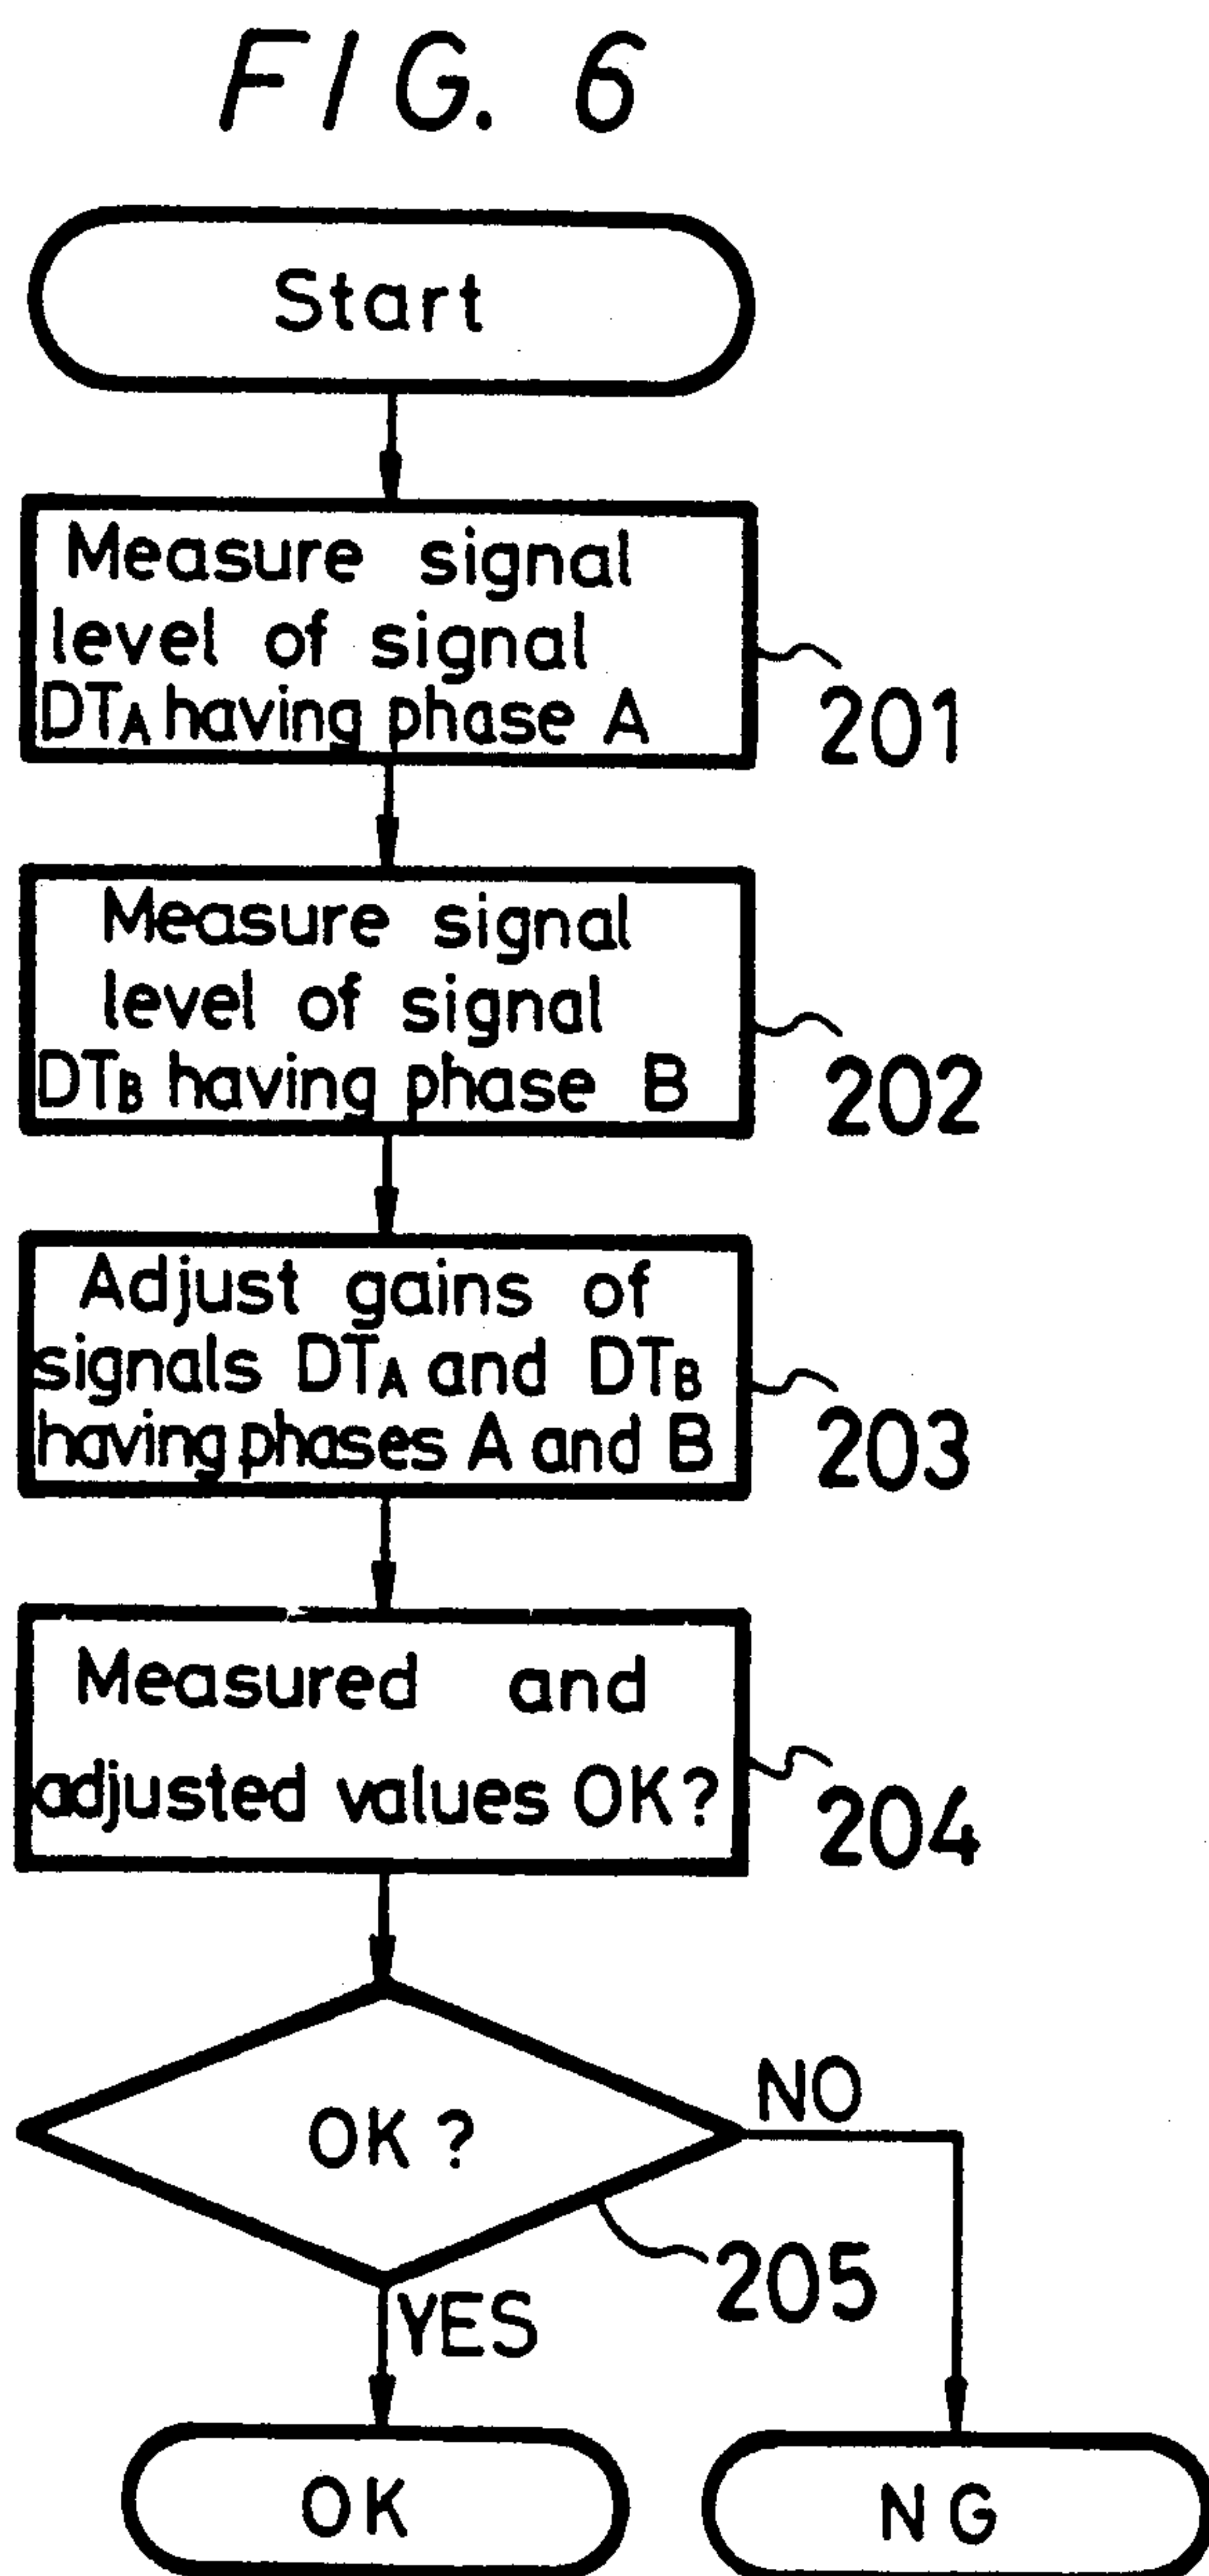 FIG. 6
Start
Measure signal
level of signal
DTA having phase A
201
Measure signal
level of signal
DTB having phase B
202
Adjust gains of
signals DTA and DTB
having phases A and B
203
Measured and
adjusted values OK?
204
OK?
NO
205
YES
OK
NG